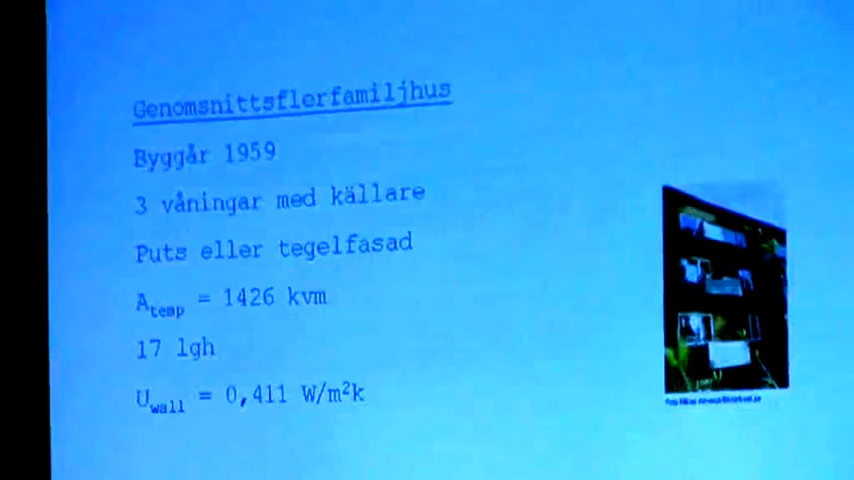 Genomsnittsflerfamiljhus
Byggår 1959
3 våningar med källare
Puts eller tegelfasad
A_temp = 1426 kvm
17 lgh
U_wall = 0,411 W/m²k